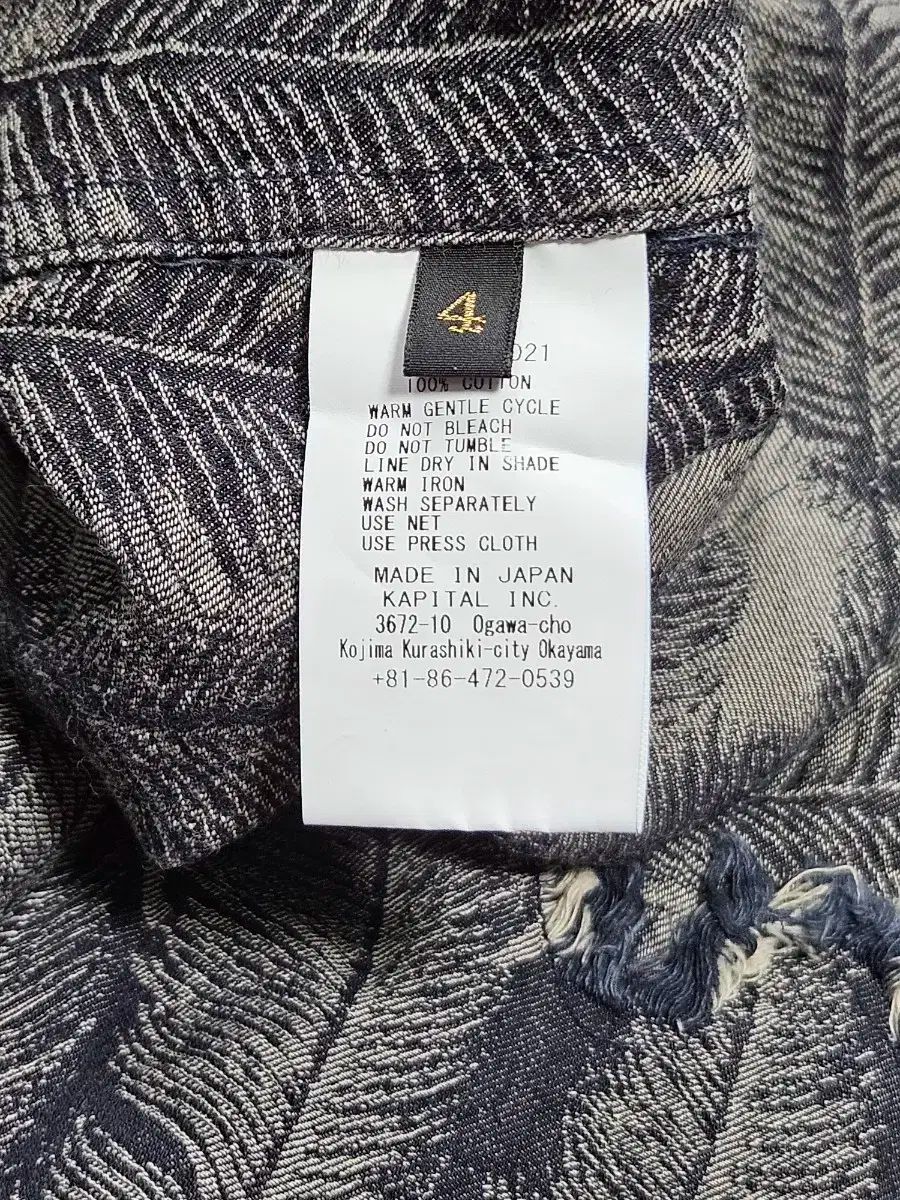 4
021
100% COTTON
WARM GENTLE CYCLE
DO NOT BLEACH
DO NOT TUMBLE
LINE DRY IN SHADE
WARM IRON
WASH SEPARATELY
USE NET
USE PRESS CLOTH
MADE IN JAPAN
KAPITAL INC.
3672-10 Ogawa-cho
Kojima Kurashiki-city Okayama
+81-86-472-0539